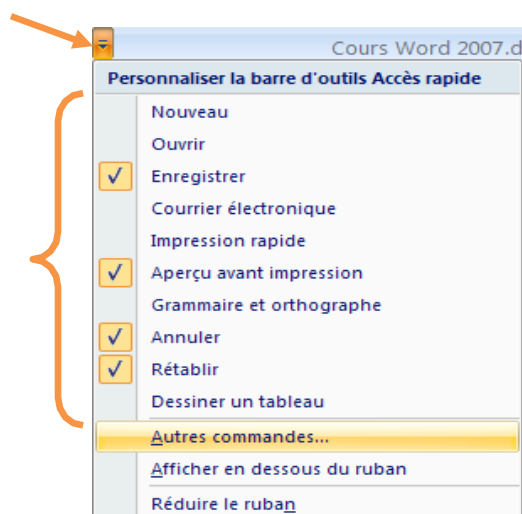 Cours Word 2007.d
Personnaliser la barre d'outils Accès rapide
Nouveau
Ouvrir
Enregistrer
Courrier électronique
Impression rapide
Aperçu avant impression
Grammaire et orthographe
Annuler
Rétablir
Dessiner un tableau
Autres commandes...
Afficher en dessous du ruban
Réduire le ruban